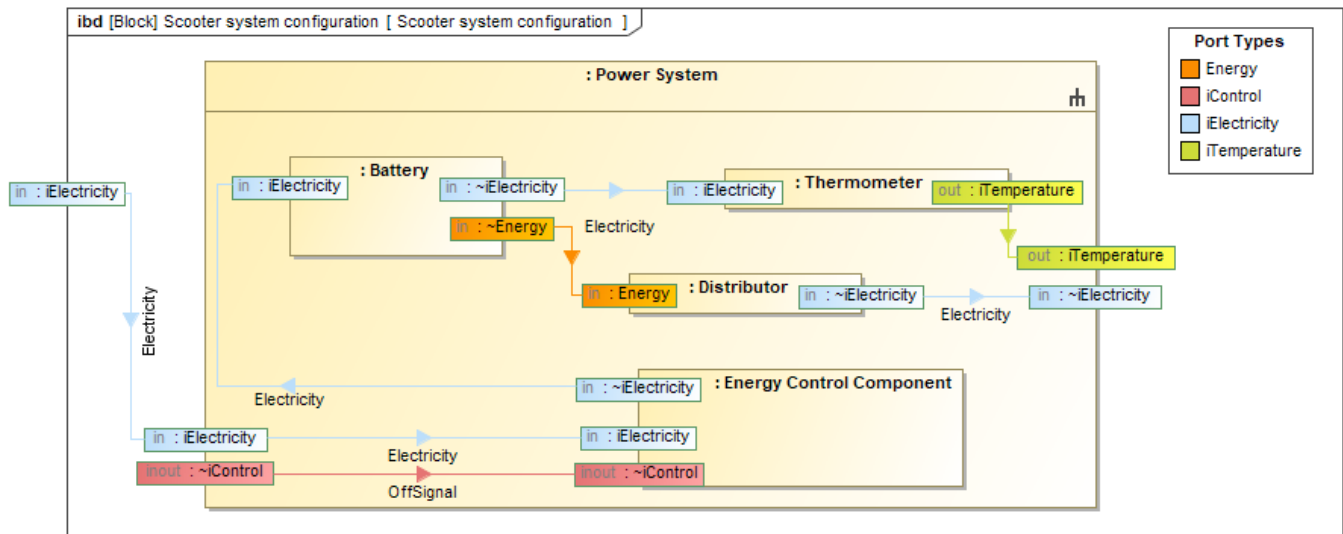 ibd [Block] Scooter system configuration [ Scooter system configuration ]
Port Types
Energy
iControl
iElectricity
iTemperature
: Power System
: Battery
in : iElectricity
in : ~iElectricity
in : ~Energy
Electricity
in : iElectricity
: Thermometer
out : iTemperature
out : iTemperature
in : iElectricity
Electricity
in : Energy
: Distributor
in : ~iElectricity
Electricity
in : ~iElectricity
Electricity
in : ~iElectricity
: Energy Control Component
in : iElectricity
Electricity
in : iElectricity
inout : ~iControl
OffSignal
inout : ~iControl